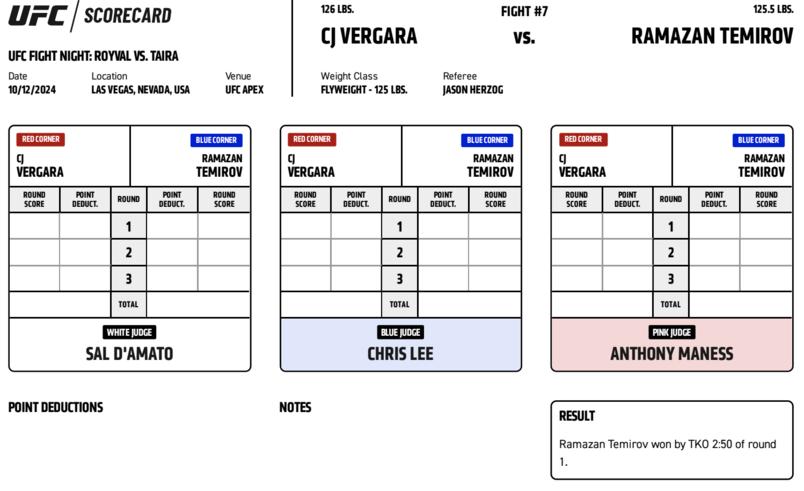 UFC / SCORECARD
UFC FIGHT NIGHT: ROYVAL VS. TAIRA
Date Location Venue
10/12/2024 LAS VEGAS, NEVADA, USA UFC APEX
126 LBS. FIGHT #7 125.5 LBS.
CJ VERGARA VS. RAMAZAN TEMIROV
Weight Class Referee
FLYWEIGHT - 125 LBS. JASON HERZOG
RED CORNER BLUE CORNER
CJ RAMAZAN
VERGARA TEMIROV
ROUND POINT ROUND POINT ROUND
SCORE DEDUCT. DEDUCT. SCORE
1
2
3
TOTAL
WHITE JUDGE
SAL D'AMATO
RED CORNER BLUE CORNER
CJ RAMAZAN
VERGARA TEMIROV
ROUND POINT ROUND POINT ROUND
SCORE DEDUCT. DEDUCT. SCORE
1
2
3
TOTAL
BLUE JUDGE
CHRIS LEE
RED CORNER BLUE CORNER
CJ RAMAZAN
VERGARA TEMIROV
ROUND POINT ROUND POINT ROUND
SCORE DEDUCT. DEDUCT. SCORE
1
2
3
TOTAL
PINK JUDGE
ANTHONY MANESS
POINT DEDUCTIONS
NOTES
RESULT
Ramazan Temirov won by TKO 2:50 of round
1.